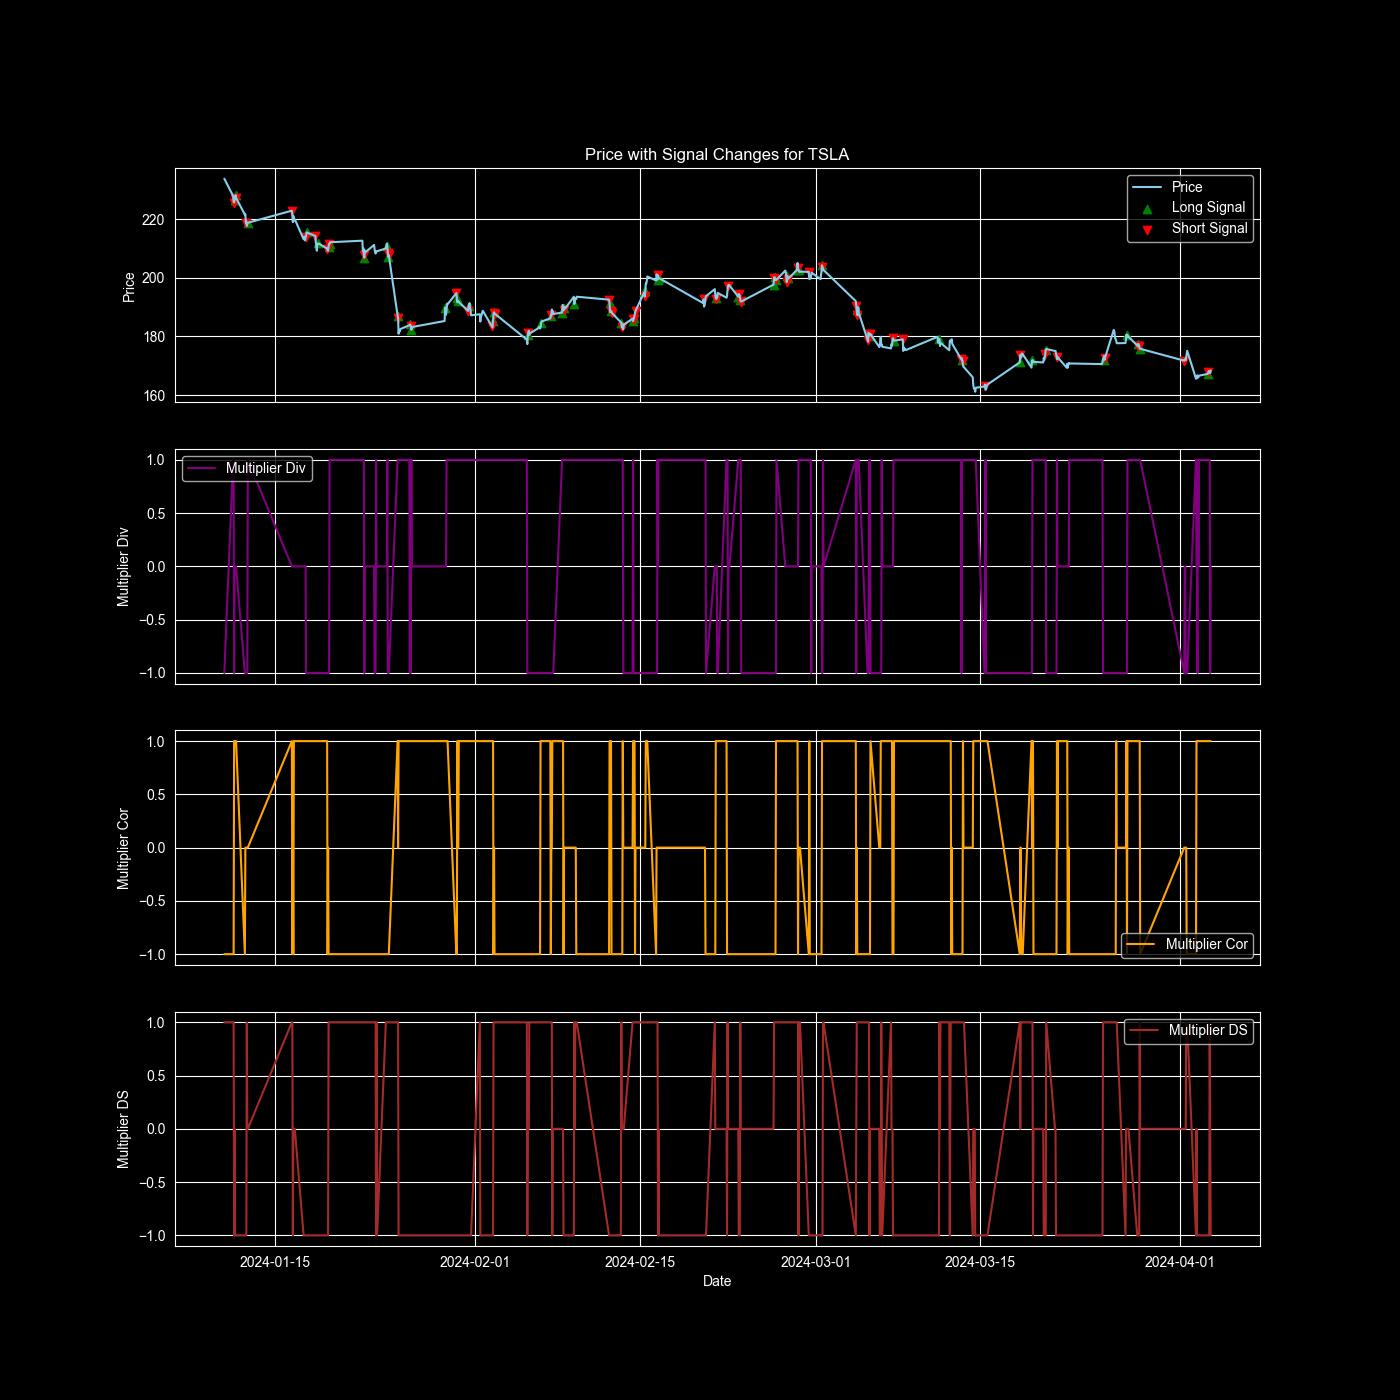 Price with Signal Changes for TSLA
Price
Long Signal
Short Signal
220
200
180
160
Price
Multiplier Div
1.0
0.5
0.0
−0.5
−1.0
Multiplier Div
1.0
0.5
0.0
−0.5
−1.0
Multiplier Cor
Multiplier Cor
Multiplier DS
1.0
0.5
0.0
−0.5
−1.0
Multiplier DS
2024-01-15 2024-02-01 2024-02-15 2024-03-01 2024-03-15 2024-04-01
Date